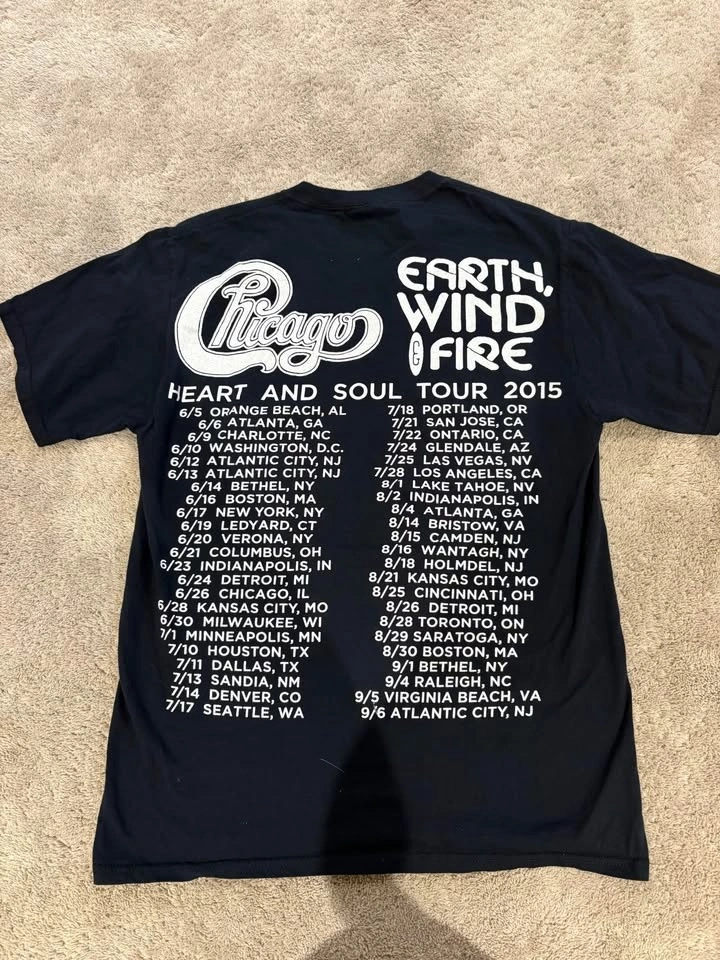 Chicago
EARTH,
WIND
& FIRE
HEART AND SOUL TOUR 2015
6/5 ORANGE BEACH, AL
6/6 ATLANTA, GA
6/9 CHARLOTTE, NC
6/10 WASHINGTON, D.C.
6/12 ATLANTIC CITY, NJ
6/13 ATLANTIC CITY, NJ
6/14 BETHEL, NY
6/16 BOSTON, MA
6/17 NEW YORK, NY
6/19 LEDYARD, CT
6/20 VERONA, NY
6/21 COLUMBUS, OH
6/23 INDIANAPOLIS, IN
6/24 DETROIT, MI
6/26 CHICAGO, IL
6/28 KANSAS CITY, MO
6/30 MILWAUKEE, WI
7/1 MINNEAPOLIS, MN
7/10 HOUSTON, TX
7/11 DALLAS, TX
7/13 SANDIA, NM
7/14 DENVER, CO
7/17 SEATTLE, WA
7/18 PORTLAND, OR
7/21 SAN JOSE, CA
7/22 ONTARIO, CA
7/24 GLENDALE, AZ
7/25 LAS VEGAS, NV
7/28 LOS ANGELES, CA
8/1 LAKE TAHOE, NV
8/2 INDIANAPOLIS, IN
8/4 ATLANTA, GA
8/14 BRISTOW, VA
8/15 CAMDEN, NJ
8/16 WANTAGH, NY
8/18 HOLMDEL, NJ
8/21 KANSAS CITY, MO
8/25 CINCINNATI, OH
8/26 DETROIT, MI
8/28 TORONTO, ON
8/29 SARATOGA, NY
8/30 BOSTON, MA
9/1 BETHEL, NY
9/4 RALEIGH, NC
9/5 VIRGINIA BEACH, VA
9/6 ATLANTIC CITY, NJ